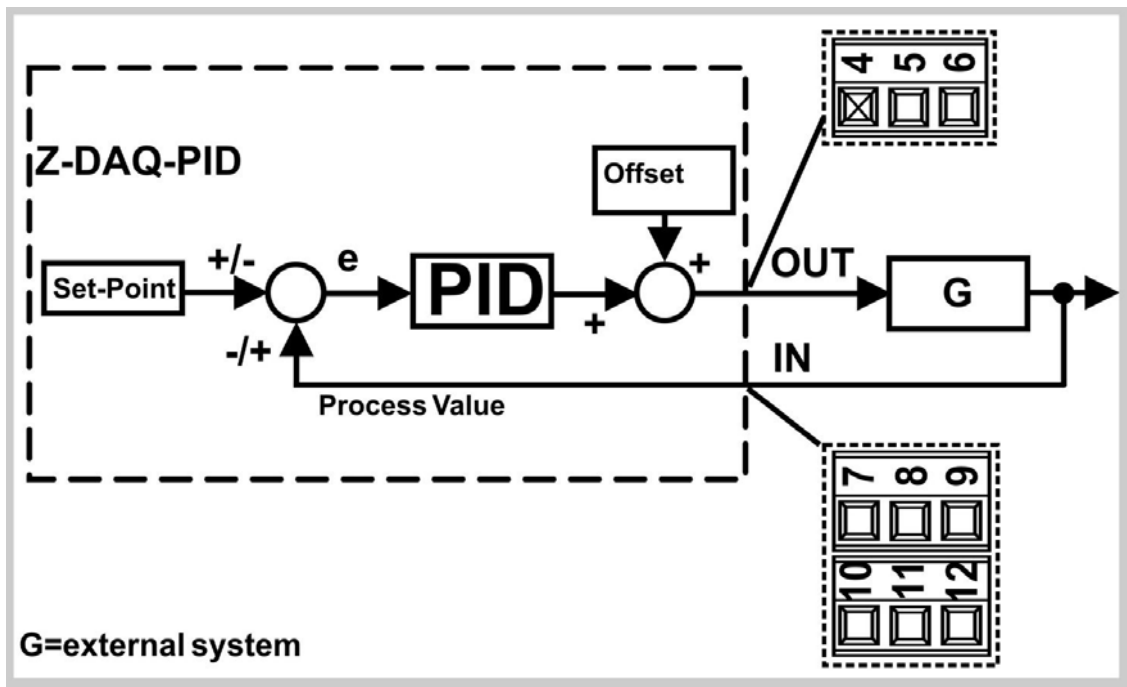 4 5 6
Z-DAQ-PID
Offset
+/-
e
+
OUT
Set-Point
PID
G
+
-/+
IN
Process Value
7 8 9
10 11 12
G=external system